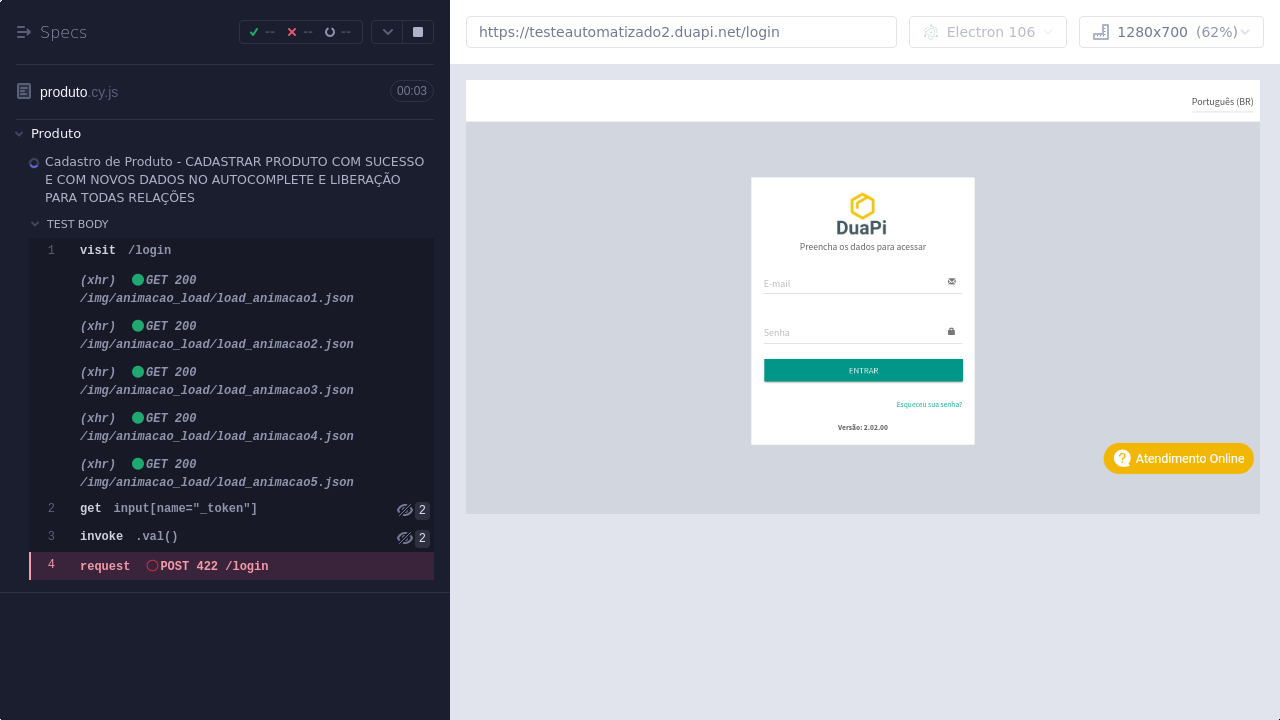 Specs
--
--
--
https://testeautomatizado2.duapi.net/login
Electron 106
1280x700 (62%)
produto.cy.js
00:03
Produto
Cadastro de Produto - CADASTRAR PRODUTO COM SUCESSO
E COM NOVOS DADOS NO AUTOCOMPLETE E LIBERAÇÃO
PARA TODAS RELAÇÕES
TEST BODY
1 visit /login
(xhr) GET 200
/img/animacao_load/load_animacao1.json
(xhr) GET 200
/img/animacao_load/load_animacao2.json
(xhr) GET 200
/img/animacao_load/load_animacao3.json
(xhr) GET 200
/img/animacao_load/load_animacao4.json
(xhr) GET 200
/img/animacao_load/load_animacao5.json
2 get input[name="_token"] 2
3 invoke .val() 2
4 request POST 422 /login
Português (BR)
DuaPi
Preencha os dados para acessar
E-mail
Senha
ENTRAR
Esqueceu sua senha?
Versão: 2.02.00
Atendimento Online